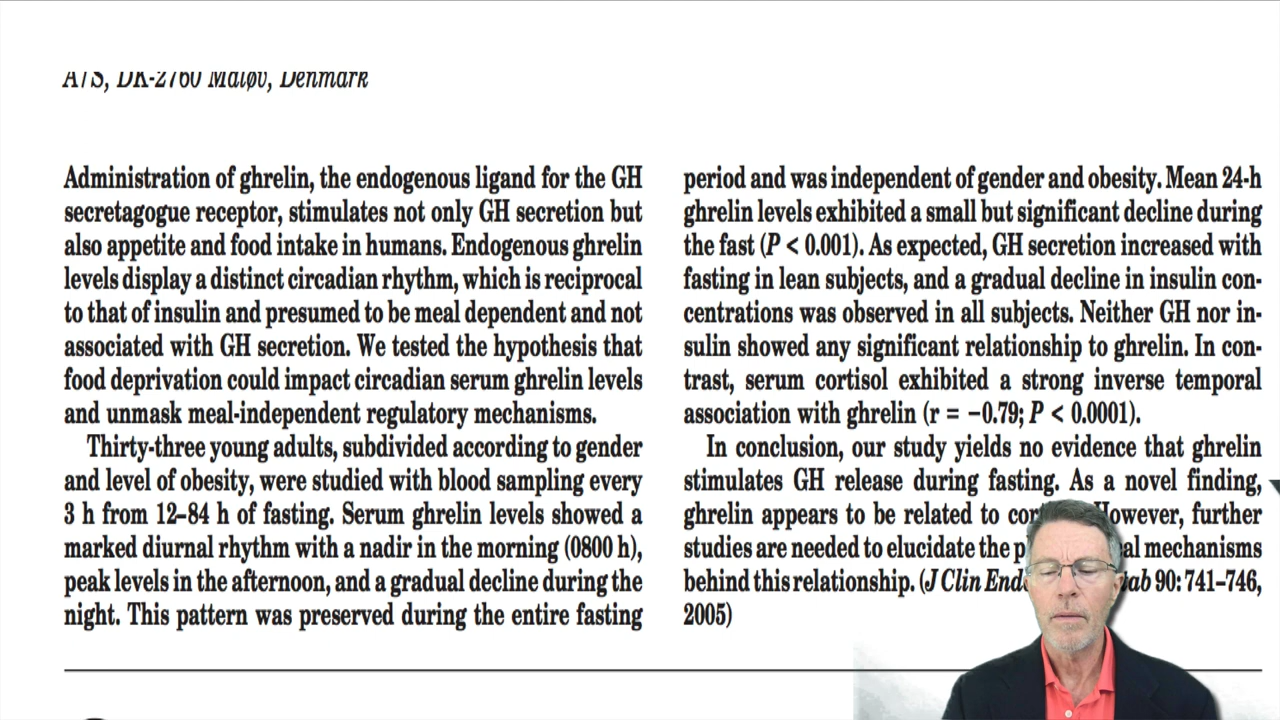 A/S, DK-2760 Måløv, Denmark
Administration of ghrelin, the endogenous ligand for the GH
secretagogue receptor, stimulates not only GH secretion but
also appetite and food intake in humans. Endogenous ghrelin
levels display a distinct circadian rhythm, which is reciprocal
to that of insulin and presumed to be meal dependent and not
associated with GH secretion. We tested the hypothesis that
food deprivation could impact circadian serum ghrelin levels
and unmask meal-independent regulatory mechanisms.
Thirty-three young adults, subdivided according to gender
and level of obesity, were studied with blood sampling every
3 h from 12–84 h of fasting. Serum ghrelin levels showed a
marked diurnal rhythm with a nadir in the morning (0800 h),
peak levels in the afternoon, and a gradual decline during the
night. This pattern was preserved during the entire fasting
period and was independent of gender and obesity. Mean 24-h
ghrelin levels exhibited a small but significant decline during
the fast (P < 0.001). As expected, GH secretion increased with
fasting in lean subjects, and a gradual decline in insulin con-
centrations was observed in all subjects. Neither GH nor in-
sulin showed any significant relationship to ghrelin. In con-
trast, serum cortisol exhibited a strong inverse temporal
association with ghrelin (r = −0.79; P < 0.0001).
In conclusion, our study yields no evidence that ghrelin
stimulates GH release during fasting. As a novel finding,
ghrelin appears to be related to However, further
studies are needed to elucidate the mechanisms
behind this relationship. (J Clin 90: 741–746,
2005)